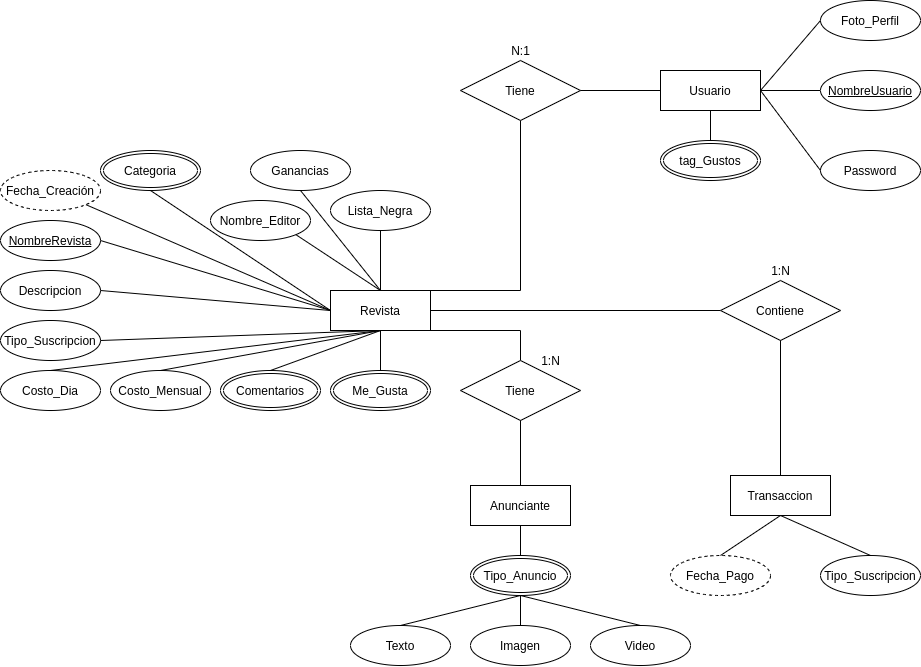 Foto_Perfil
N:1
Tiene
Usuario
NombreUsuario
tag_Gustos
Password
Categoria
Ganancias
Fecha_Creación
Nombre_Editor
Lista_Negra
NombreRevista
Descripcion
Revista
1:N
Contiene
Tipo_Suscripcion
1:N
Costo_Dia
Costo_Mensual
Comentarios
Me_Gusta
Tiene
Anunciante
Transaccion
Tipo_Anuncio
Fecha_Pago
Tipo_Suscripcion
Texto
Imagen
Video